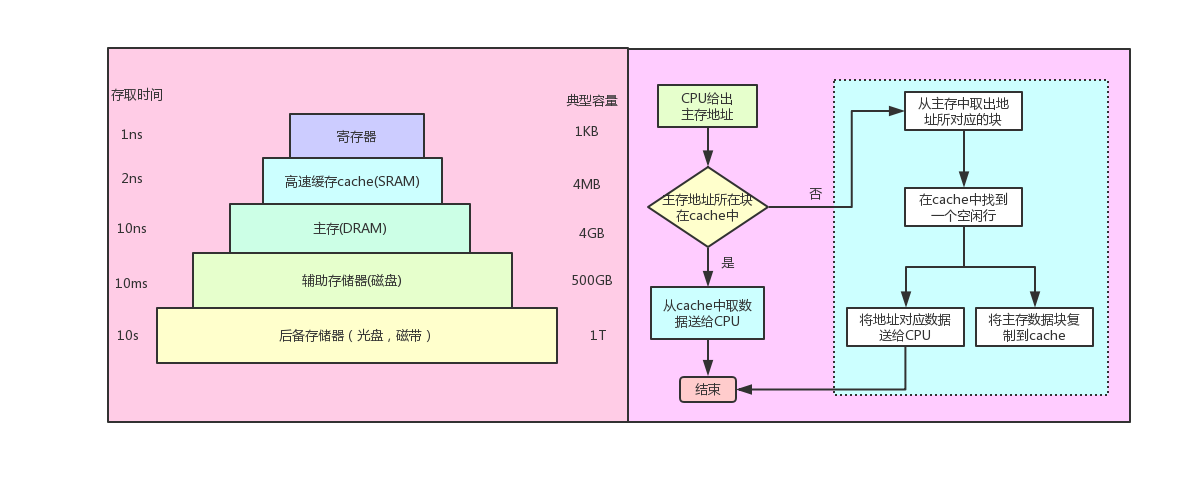 存取时间
典型容量
1ns
寄存器
1KB
2ns
高速缓存cache(SRAM)
4MB
10ns
主存(DRAM)
4GB
10ms
辅助存储器(磁盘)
500GB
10s
后备存储器（光盘，磁带）
1T
CPU给出
主存地址
主存地址所在块
在cache中
否
是
从cache中取数
据送给CPU
结束
从主存中取出地
址所对应的块
在cache中找到
一个空闲行
将地址对应数据
送给CPU
将主存数据块复
制到cache